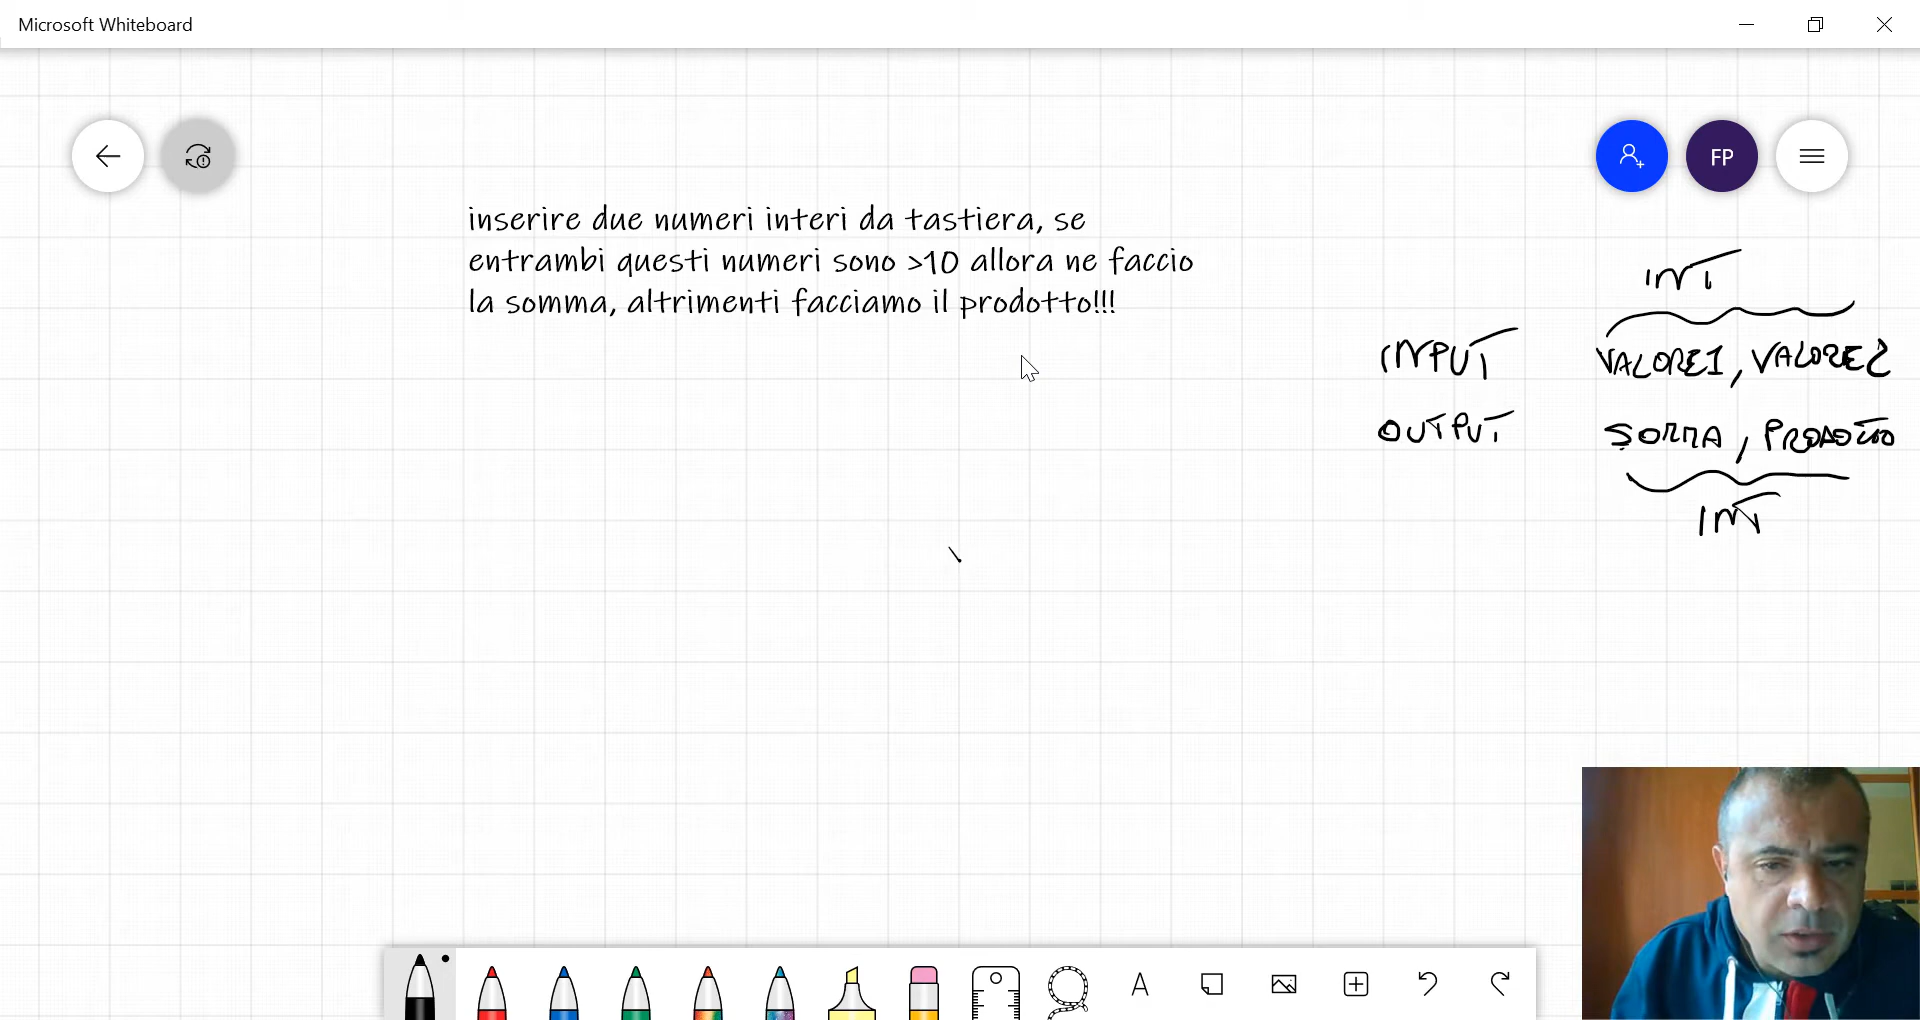 Microsoft Whiteboard
FP
inserire due numeri interi da tastiera, se
entrambi questi numeri sono >10 allora ne faccio
la somma, altrimenti facciamo il prodotto!!!
INT
INPUT VALORE1, VALORE2
OUTPUT SOMMA, PRODOTTO
INT
A